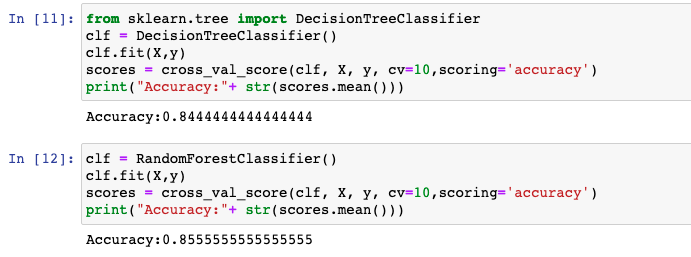 In [11]: from sklearn.tree import DecisionTreeClassifier
clf = DecisionTreeClassifier()
clf.fit(X,y)
scores = cross_val_score(clf, X, y, cv=10,scoring='accuracy')
print("Accuracy:"+ str(scores.mean()))
Accuracy:0.8444444444444444
In [12]: clf = RandomForestClassifier()
clf.fit(X,y)
scores = cross_val_score(clf, X, y, cv=10,scoring='accuracy')
print("Accuracy:"+ str(scores.mean()))
Accuracy:0.8555555555555555